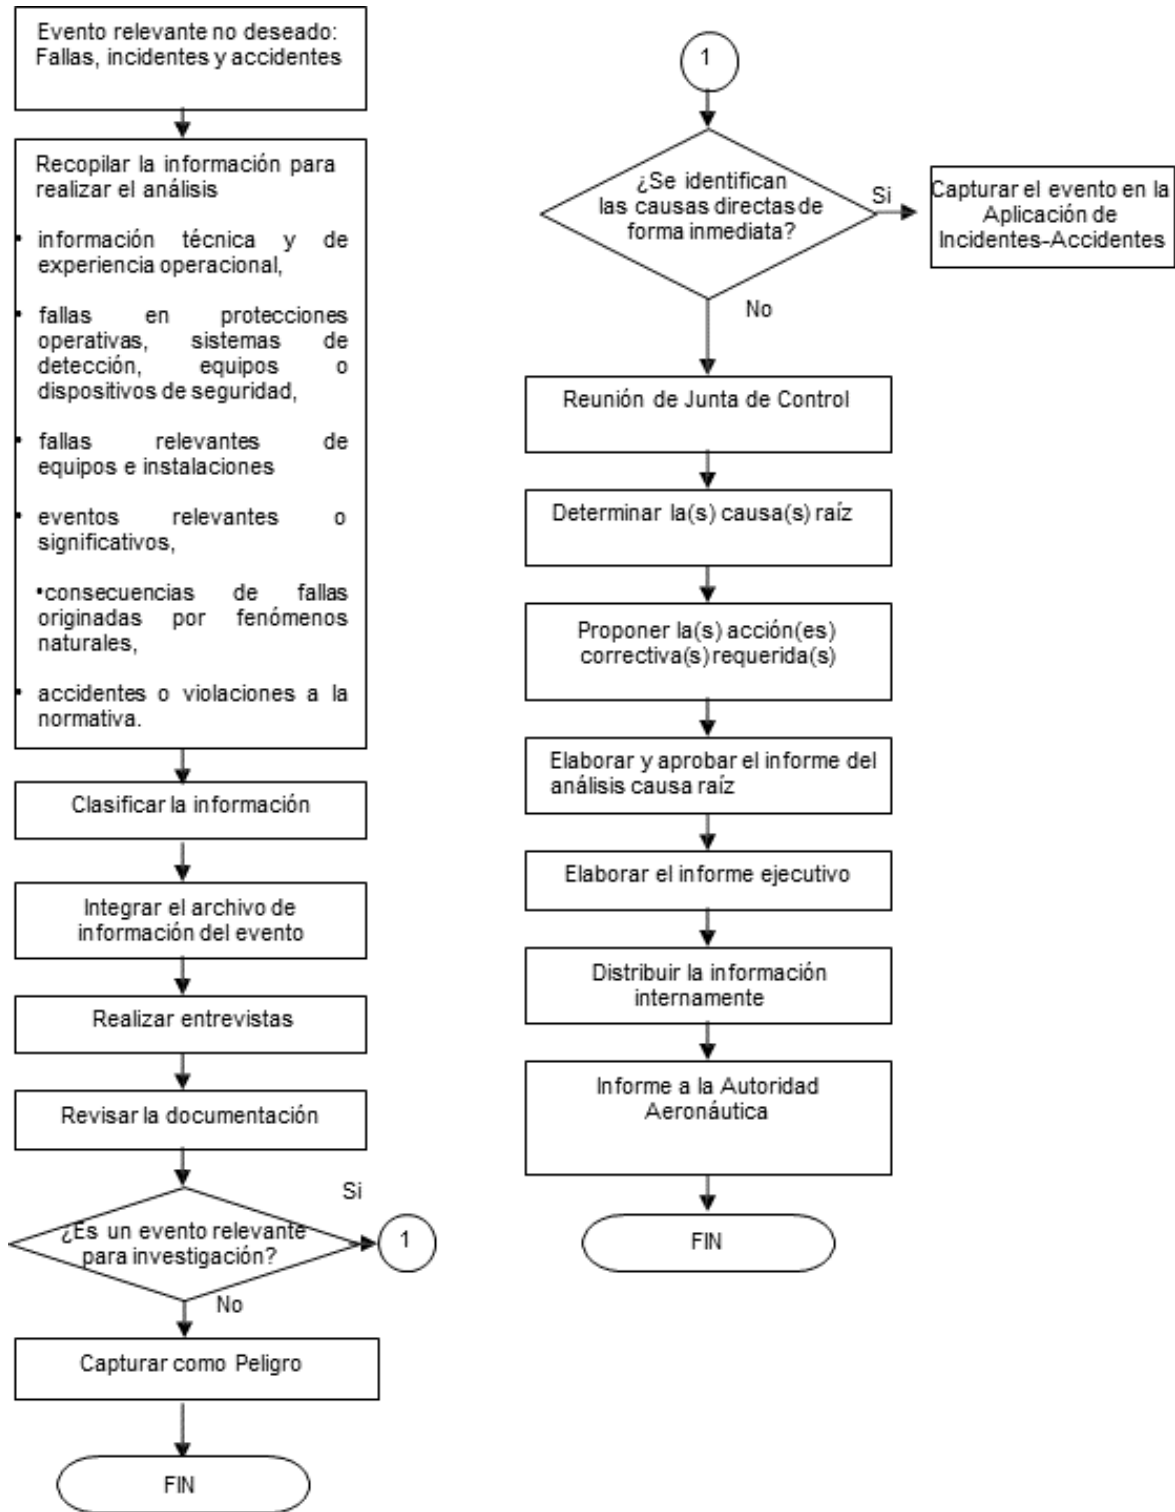 Evento relevante no deseado:
Fallas, incidentes y accidentes
Recopilar la información para
realizar el análisis
• información técnica y de
experiencia operacional,
• fallas en protecciones
operativas, sistemas de
detección, equipos o
dispositivos de seguridad,
• fallas relevantes de
equipos e instalaciones
• eventos relevantes o
significativos,
•consecuencias de fallas
originadas por fenómenos
naturales,
• accidentes o violaciones a la
normativa.
Clasificar la información
Integrar el archivo de
información del evento
Realizar entrevistas
Revisar la documentación
¿Es un evento relevante
para investigación?
Si
1
No
Capturar como Peligro
FIN
1
¿Se identifican
las causas directas de
forma inmediata?
Si
Capturar el evento en la
Aplicación de
Incidentes-Accidentes
No
Reunión de Junta de Control
Determinar la(s) causa(s) raíz
Proponer la(s) acción(es)
correctiva(s) requerida(s)
Elaborar y aprobar el informe del
análisis causa raíz
Elaborar el informe ejecutivo
Distribuir la información
internamente
Informe a la Autoridad
Aeronáutica
FIN